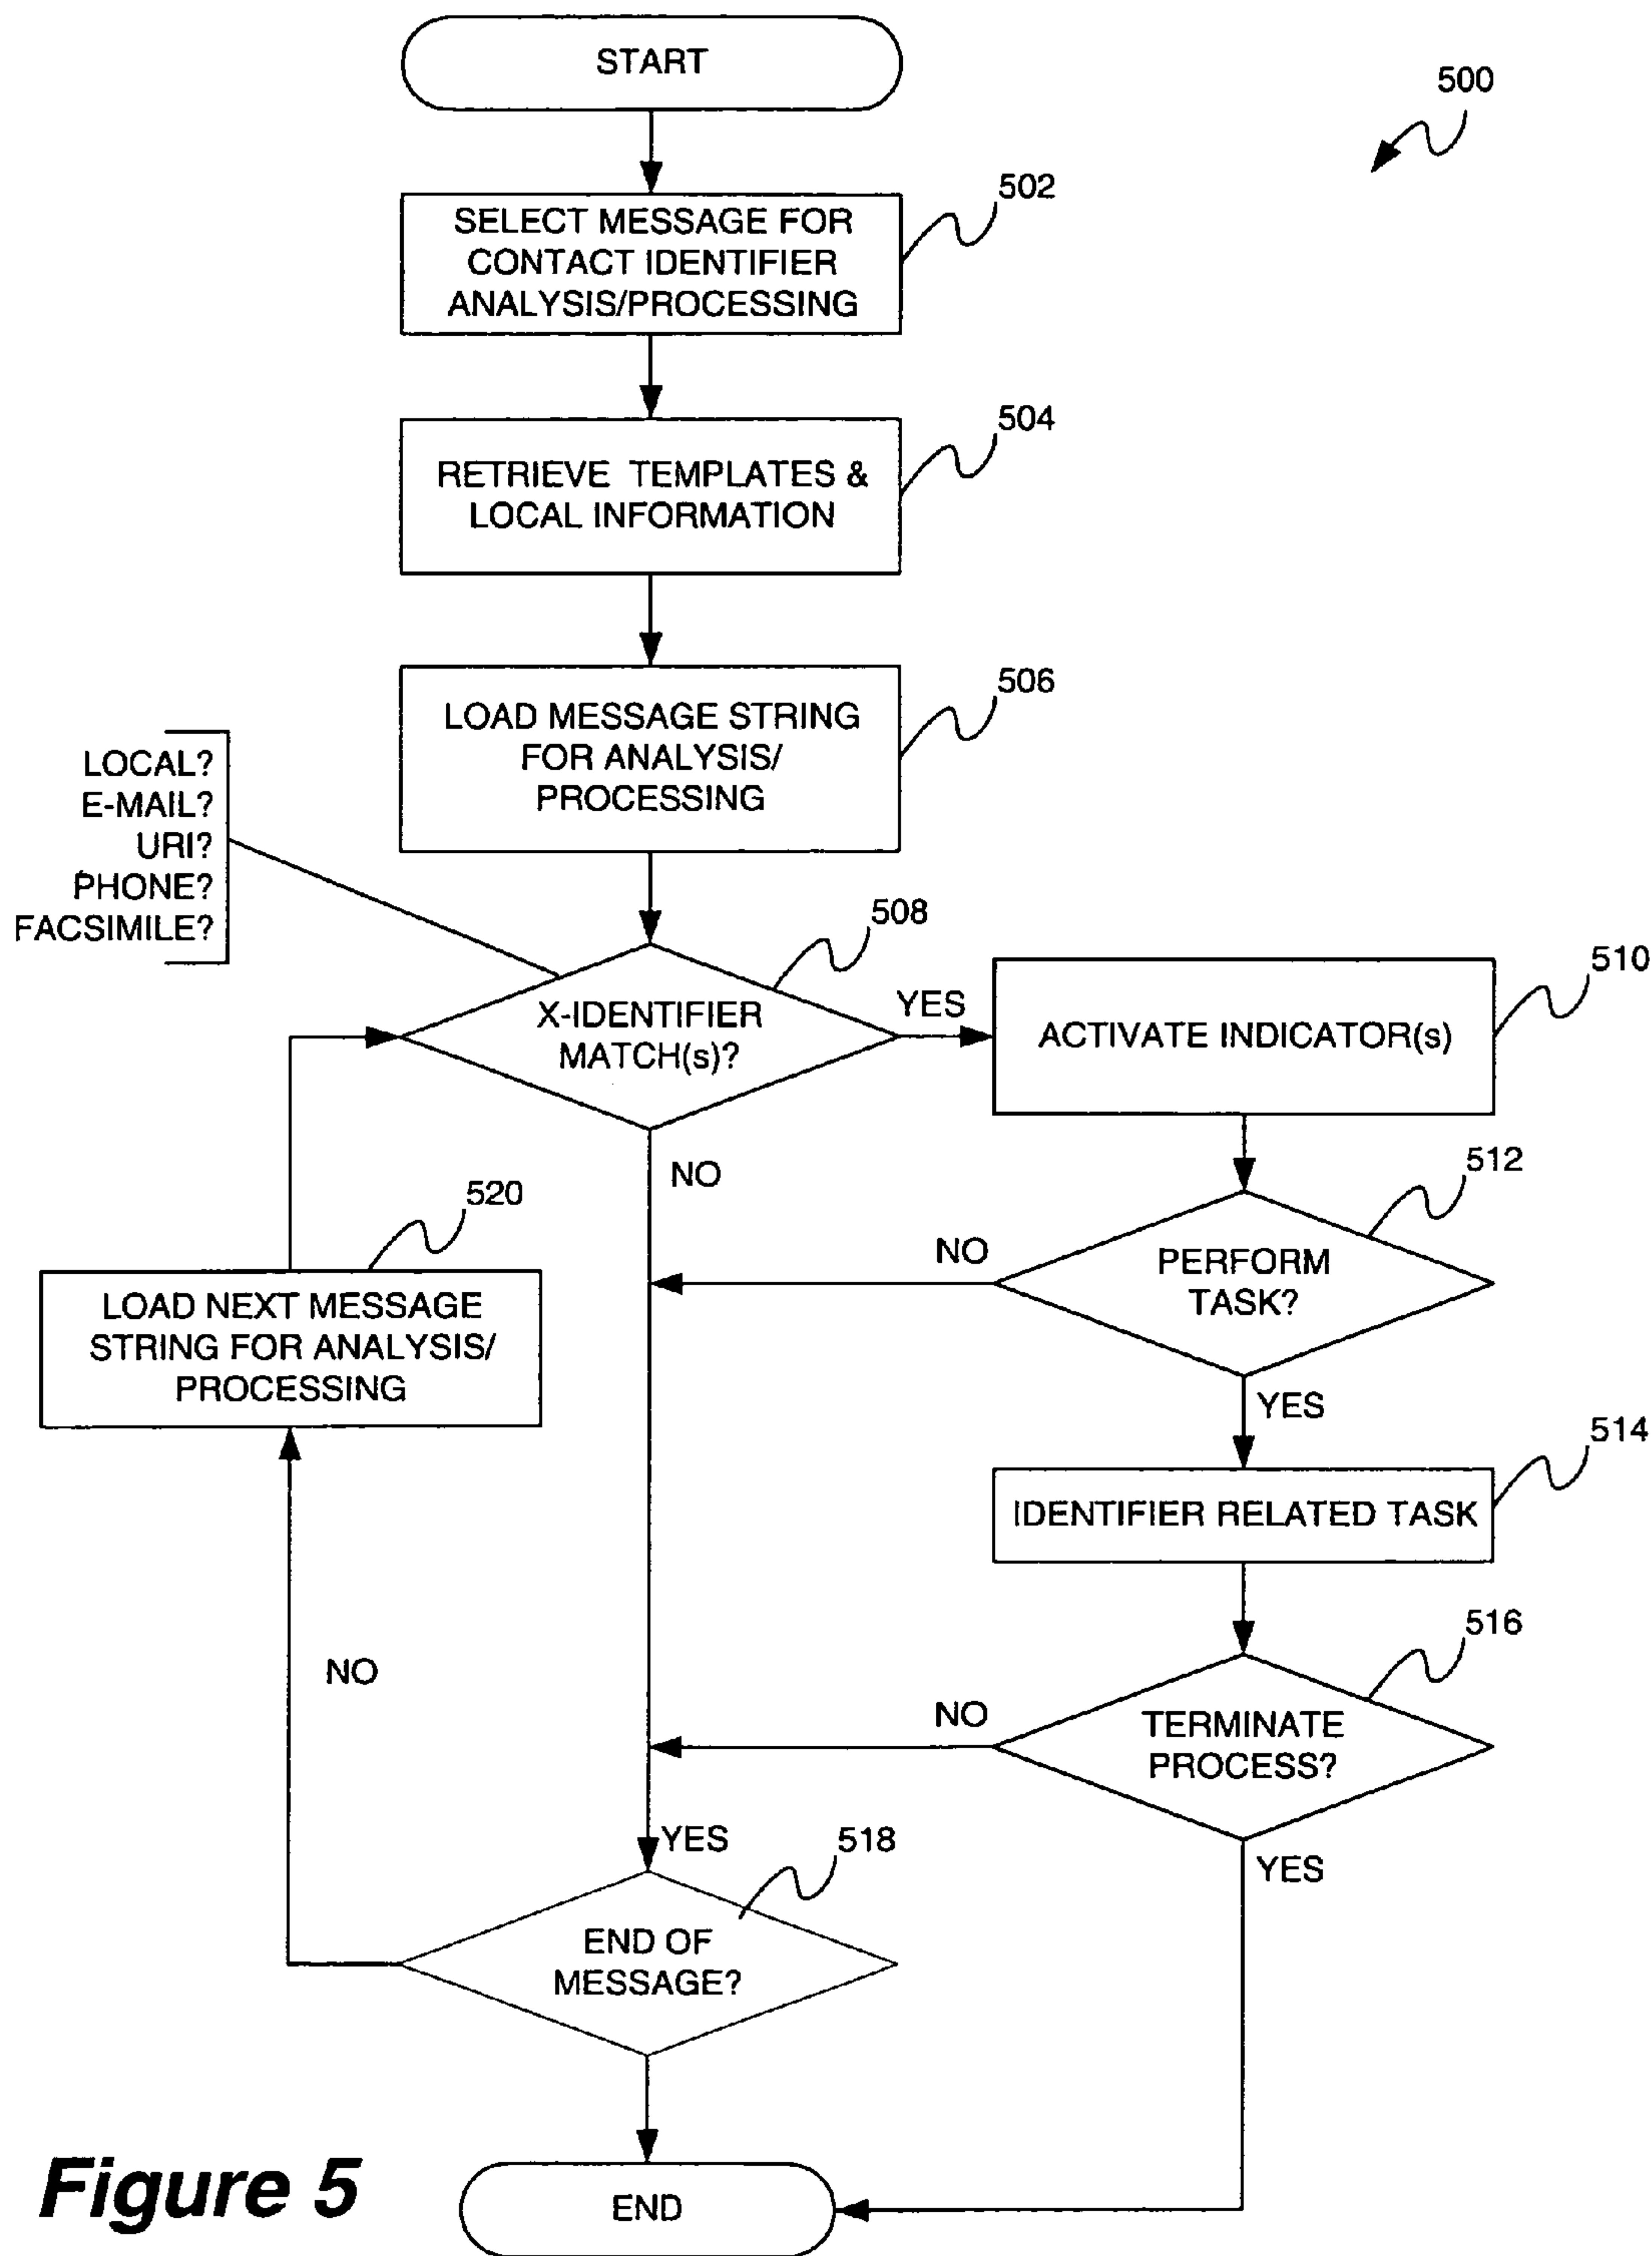 START
500
502
SELECT MESSAGE FOR
CONTACT IDENTIFIER
ANALYSIS/PROCESSING
504
RETRIEVE TEMPLATES &
LOCAL INFORMATION
506
LOAD MESSAGE STRING
FOR ANALYSIS/
PROCESSING
LOCAL?
E-MAIL?
URI?
PHONE?
FACSIMILE?
508
X-IDENTIFIER
MATCH(s)?
YES
510
ACTIVATE INDICATOR(s)
NO
512
PERFORM
TASK?
NO
YES
520
LOAD NEXT MESSAGE
STRING FOR ANALYSIS/
PROCESSING
514
IDENTIFIER RELATED TASK
516
TERMINATE
PROCESS?
NO
YES
NO
YES
518
END OF
MESSAGE?
END
Figure 5